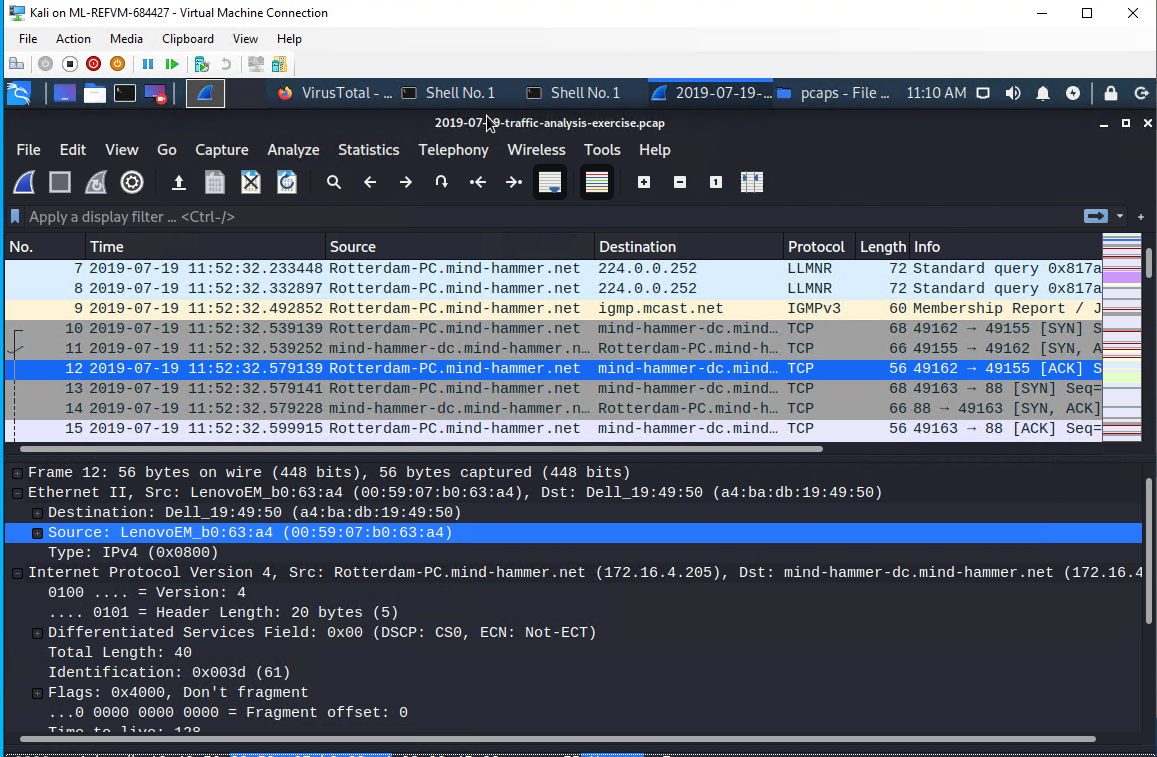 Kali on ML-REFVM-684427 - Virtual Machine Connection
File Action Media Clipboard View Help
VirusTotal - … Shell No. 1 Shell No. 1 2019-07-19-… pcaps - File … 11:10 AM
2019-07-19-traffic-analysis-exercise.pcap
File Edit View Go Capture Analyze Statistics Telephony Wireless Tools Help
Apply a display filter … <Ctrl-/>
No. Time Source Destination Protocol Length Info
7 2019-07-19 11:52:32.233448 Rotterdam-PC.mind-hammer.net 224.0.0.252 LLMNR 72 Standard query 0x817a
8 2019-07-19 11:52:32.332897 Rotterdam-PC.mind-hammer.net 224.0.0.252 LLMNR 72 Standard query 0x817a
9 2019-07-19 11:52:32.492852 Rotterdam-PC.mind-hammer.net igmp.mcast.net IGMPv3 60 Membership Report / J
10 2019-07-19 11:52:32.539139 Rotterdam-PC.mind-hammer.net mind-hammer-dc.mind… TCP 68 49162 → 49155 [SYN] S
11 2019-07-19 11:52:32.539252 mind-hammer-dc.mind-hammer.n… Rotterdam-PC.mind-h… TCP 66 49155 → 49162 [SYN, A
12 2019-07-19 11:52:32.579139 Rotterdam-PC.mind-hammer.net mind-hammer-dc.mind… TCP 56 49162 → 49155 [ACK] S
13 2019-07-19 11:52:32.579141 Rotterdam-PC.mind-hammer.net mind-hammer-dc.mind… TCP 68 49163 → 88 [SYN] Seq=
14 2019-07-19 11:52:32.579228 mind-hammer-dc.mind-hammer.n… Rotterdam-PC.mind-h… TCP 66 88 → 49163 [SYN, ACK]
15 2019-07-19 11:52:32.599915 Rotterdam-PC.mind-hammer.net mind-hammer-dc.mind… TCP 56 49163 → 88 [ACK] Seq=
Frame 12: 56 bytes on wire (448 bits), 56 bytes captured (448 bits)
Ethernet II, Src: LenovoEM_b0:63:a4 (00:59:07:b0:63:a4), Dst: Dell_19:49:50 (a4:ba:db:19:49:50)
Destination: Dell_19:49:50 (a4:ba:db:19:49:50)
Source: LenovoEM_b0:63:a4 (00:59:07:b0:63:a4)
Type: IPv4 (0x0800)
Internet Protocol Version 4, Src: Rotterdam-PC.mind-hammer.net (172.16.4.205), Dst: mind-hammer-dc.mind-hammer.net (172.16.4
0100 .... = Version: 4
.... 0101 = Header Length: 20 bytes (5)
Differentiated Services Field: 0x00 (DSCP: CS0, ECN: Not-ECT)
Total Length: 40
Identification: 0x003d (61)
Flags: 0x4000, Don't fragment
...0 0000 0000 0000 = Fragment offset: 0
Time to live: 128